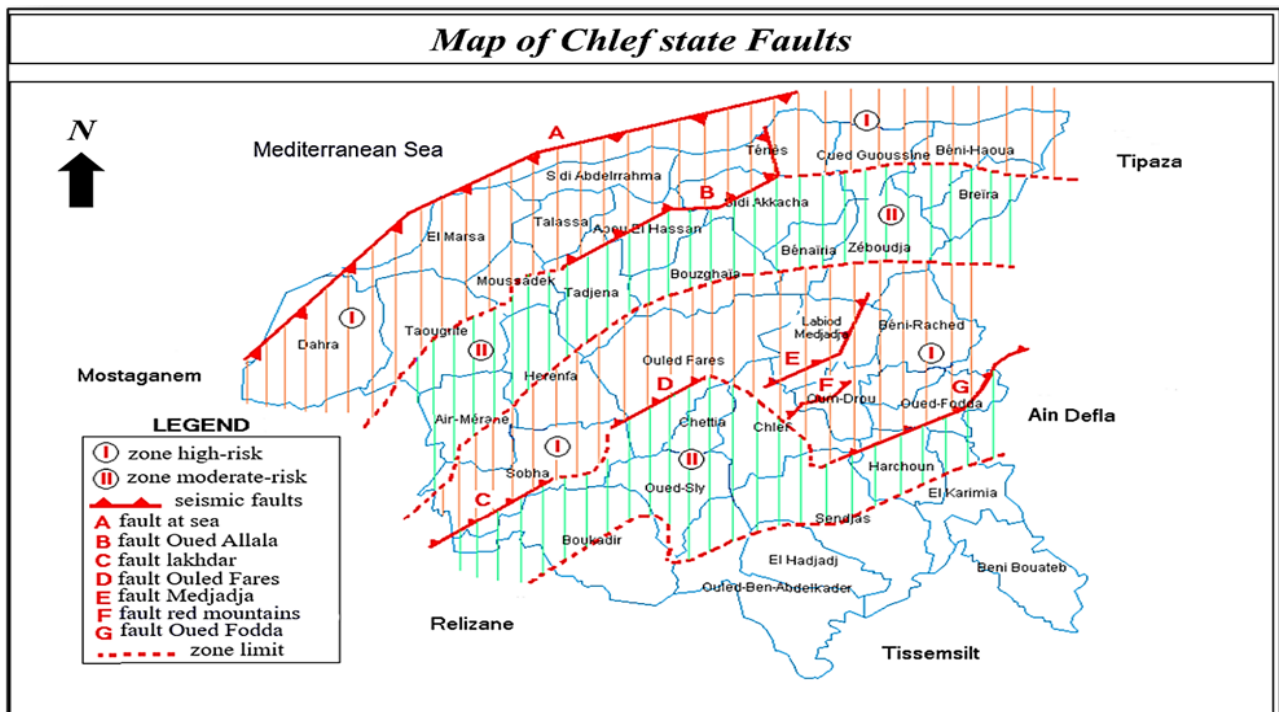 Map of Chlef state Faults
N
Mediterranean Sea
A
I
Ténès
Cued Guoussine
Béni-Haoua
Tipaza
Sidi Abdelrrahma
B
Sidi Akkacha
Breïra
Talassa
Abou El Hassan
II
El Marsa
Bénaïria
Zéboudja
Moussadek
Tadjena
Bouzghaïa
I
Dahra
Taougrite
II
Labiod
Medjadja
Béni-Rached
Ouled Fares
E
I
Mostaganem
Herenfa
D
F
G
Oum-Drou
Oued-Fodda
Air-Mérane
Chettia
Chlef
Ain Defla
I
II
Sobha
Oued-Sly
Harchoun
C
El Karimia
Sendjas
Boukadir
El Hadjadj
Beni Bouateb
Ouled-Ben-Abdelkader
Relizane
Tissemsilt
LEGEND
I zone high-risk
II zone moderate-risk
seismic faults
A fault at sea
B fault Oued Allala
C fault lakhdar
D fault Ouled Fares
E fault Medjadja
F fault red mountains
G fault Oued Fodda
zone limit